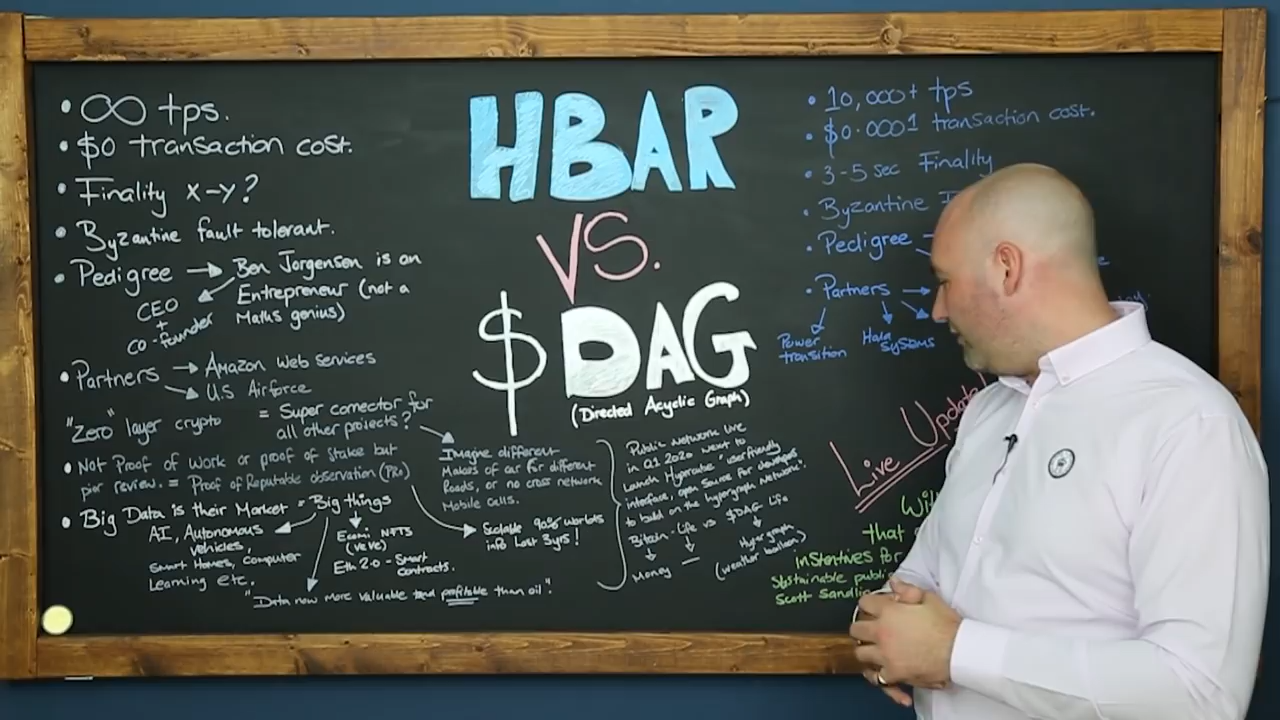 • ∞ tps.
• $0 transaction cost.
• Finality x-y?
• Byzantine fault tolerant.
• Pedigree → Ben Jorgensen is an
Entrepreneur (not a
Maths genius)
CEO
+
co-founder
• Partners → Amazon Web Services
→ U.S Airforce
"Zero" layer crypto = Super connector for
all other projects?
• Not Proof of Work or proof of Stake but
pier review. = Proof of Reputable observation (PRo)
• Big Data is their Market = Big things
AI, Autonomous
vehicles,
Smart Homes, Computer
Learning etc.
Ecomi NFTS
(VEVE)
Eth 2.0 - Smart
Contracts.
"Data now more valuable and profitable than oil".
HBAR
VS.
$DAG
(Directed Acyclic Graph)
Imagine different
Makers of car for different
Roads, or no cross network
Mobile cells.
Scalable 90% worlds
info Last 3yrs!
Public network live
in Q1 2020 next to
Launch Hypercube "user friendly
interface, open Source for developers
to build on the hypergraph network".
Bitcoin - Life vs $DAG Life
Money —
Hypergraph
(weather balloon)
• 10,000+ tps
• $0.0001 transaction cost.
• 3-5 sec Finality
• Byzantine
• Pedigree
• Partners →
Power
transition
Hala
Systems
Live Update!
that
instentives for
Sustainable public
Scott Sandlin